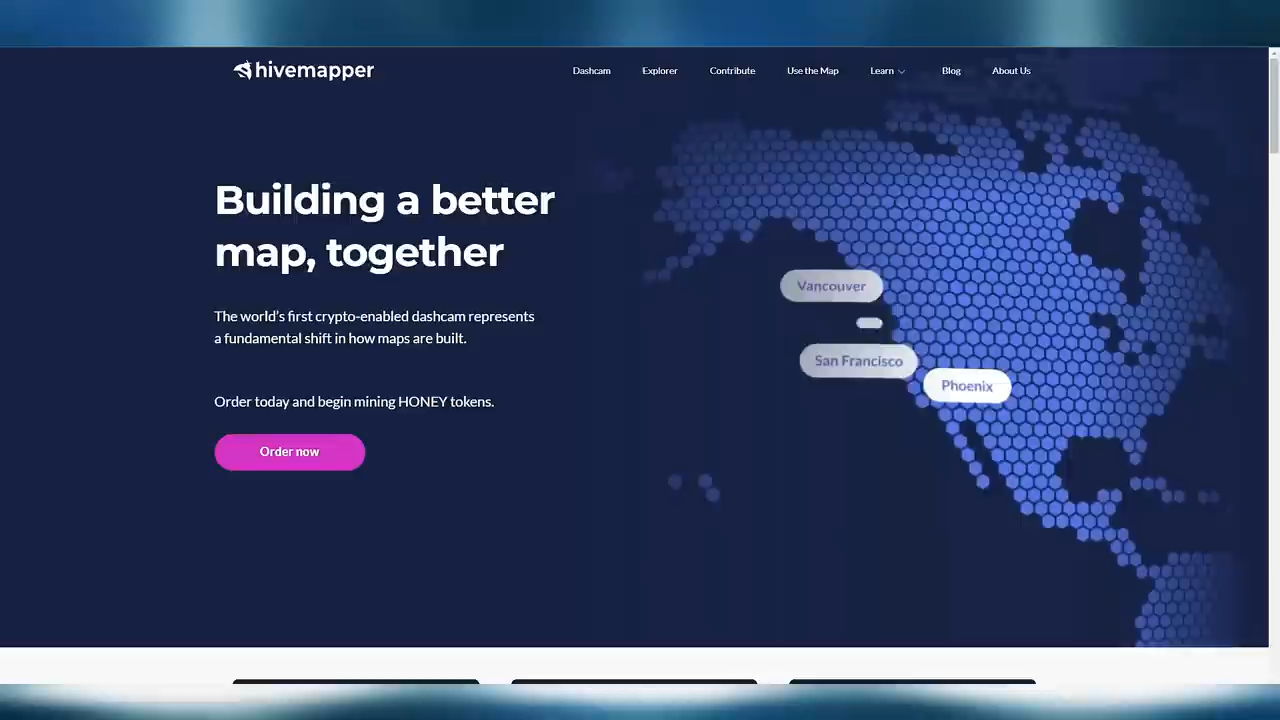 hivemapper
Dashcam
Explorer
Contribute
Use the Map
Learn
Blog
About Us
Building a better
map, together
The world's first crypto-enabled dashcam represents
a fundamental shift in how maps are built.
Order today and begin mining HONEY tokens.
Order now
Vancouver
San Francisco
Phoenix